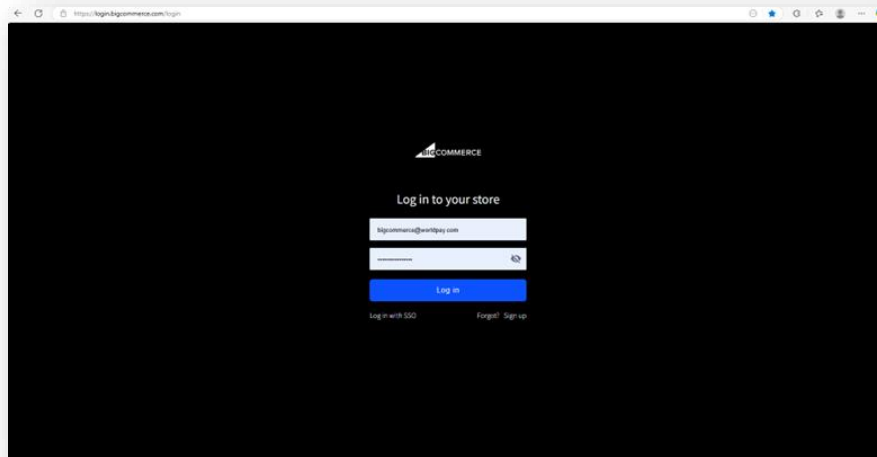 https://login.bigcommerce.com/login
BIGCOMMERCE
Log in to your store
bigcommerce@worldpay.com
Log in
Log in with SSO
Forgot? Sign up